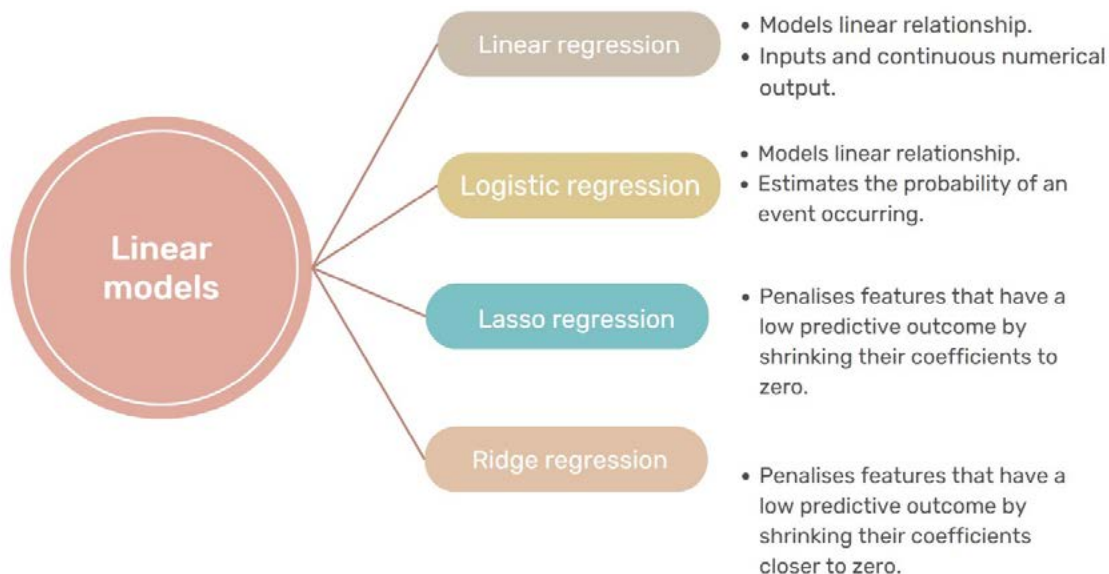 Linear
models
Linear regression
• Models linear relationship.
• Inputs and continuous numerical
output.
Logistic regression
• Models linear relationship.
• Estimates the probability of an
event occurring.
Lasso regression
• Penalises features that have a
low predictive outcome by
shrinking their coefficients to
zero.
Ridge regression
• Penalises features that have a
low predictive outcome by
shrinking their coefficients
closer to zero.